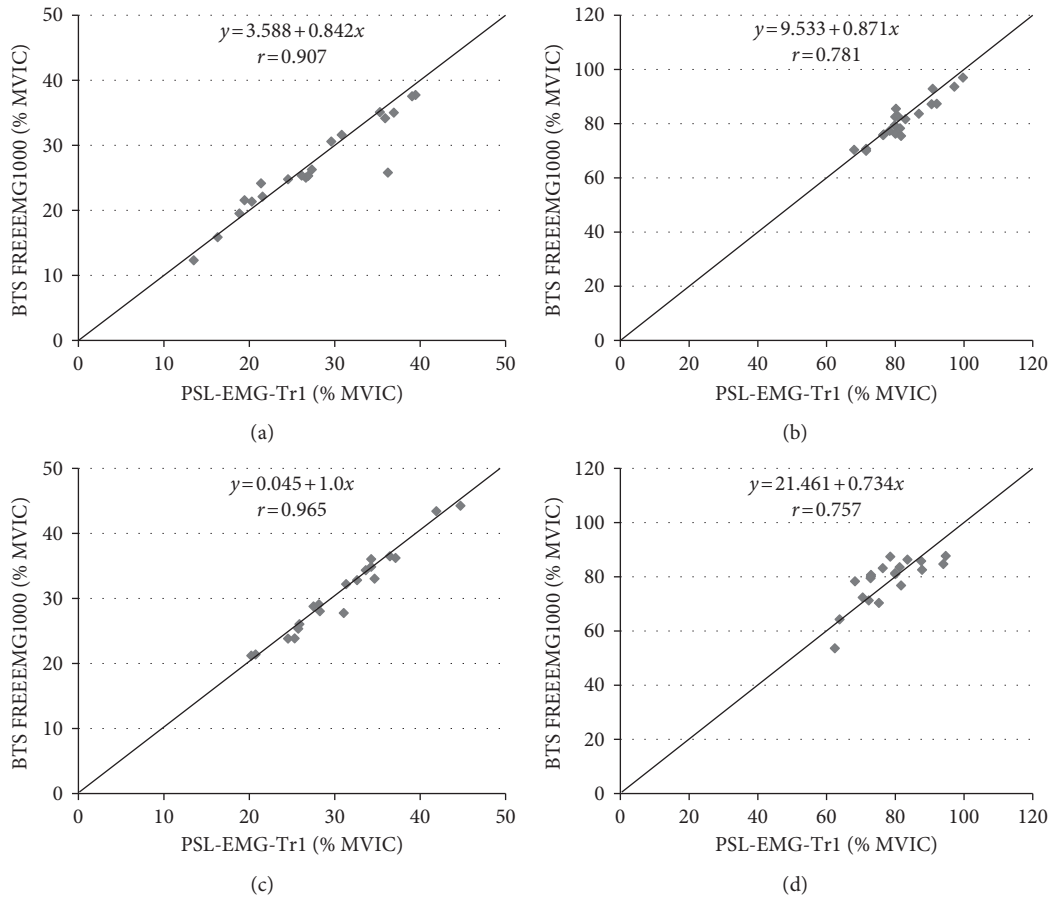 50
40
30
20
10
0
BTS FREEEMG1000 (% MVIC)
y=3.588+0.842x
r=0.907
0 10 20 30 40 50
PSL-EMG-Tr1 (% MVIC)
(a)
120
100
80
60
40
20
0
BTS FREEEMG1000 (% MVIC)
y=9.533+0.871x
r=0.781
0 20 40 60 80 100 120
PSL-EMG-Tr1 (% MVIC)
(b)
50
40
30
20
10
0
BTS FREEEMG1000 (% MVIC)
y=0.045+1.0x
r=0.965
0 10 20 30 40 50
PSL-EMG-Tr1 (% MVIC)
(c)
120
100
80
60
40
20
0
BTS FREEEMG1000 (% MVIC)
y=21.461+0.734x
r=0.757
0 20 40 60 80 100 120
PSL-EMG-Tr1 (% MVIC)
(d)